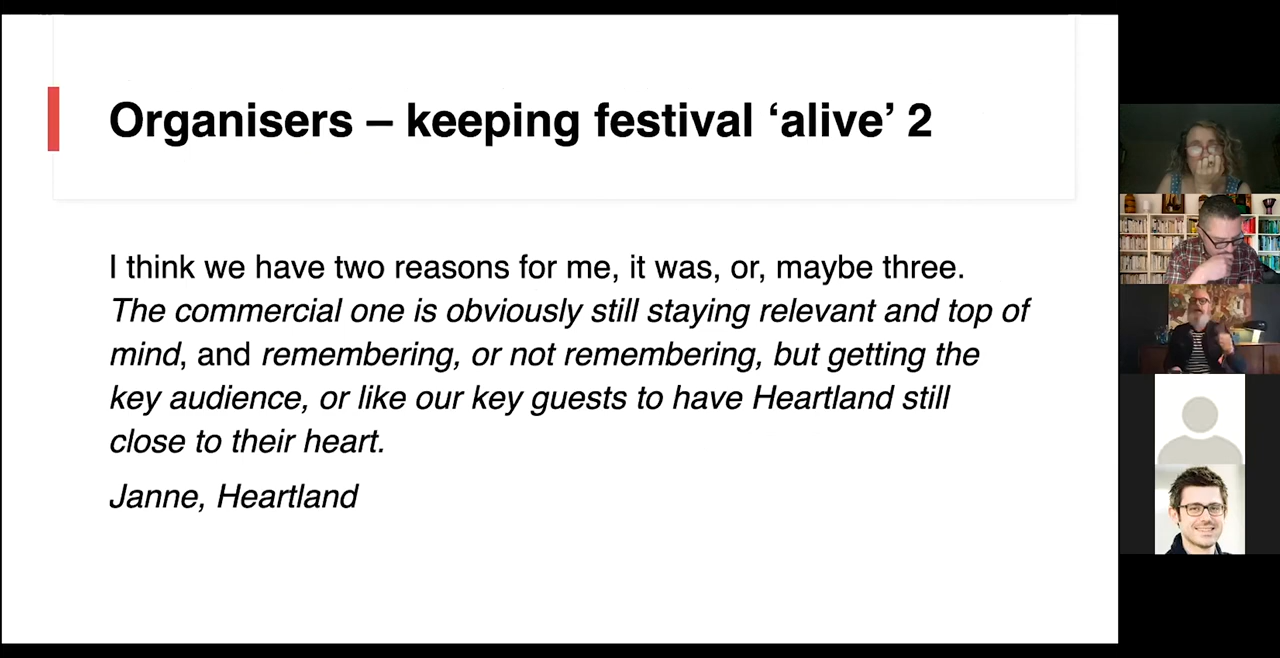 Organisers – keeping festival ‘alive’ 2
I think we have two reasons for me, it was, or, maybe three.
The commercial one is obviously still staying relevant and top of
mind, and remembering, or not remembering, but getting the
key audience, or like our key guests to have Heartland still
close to their heart.
Janne, Heartland